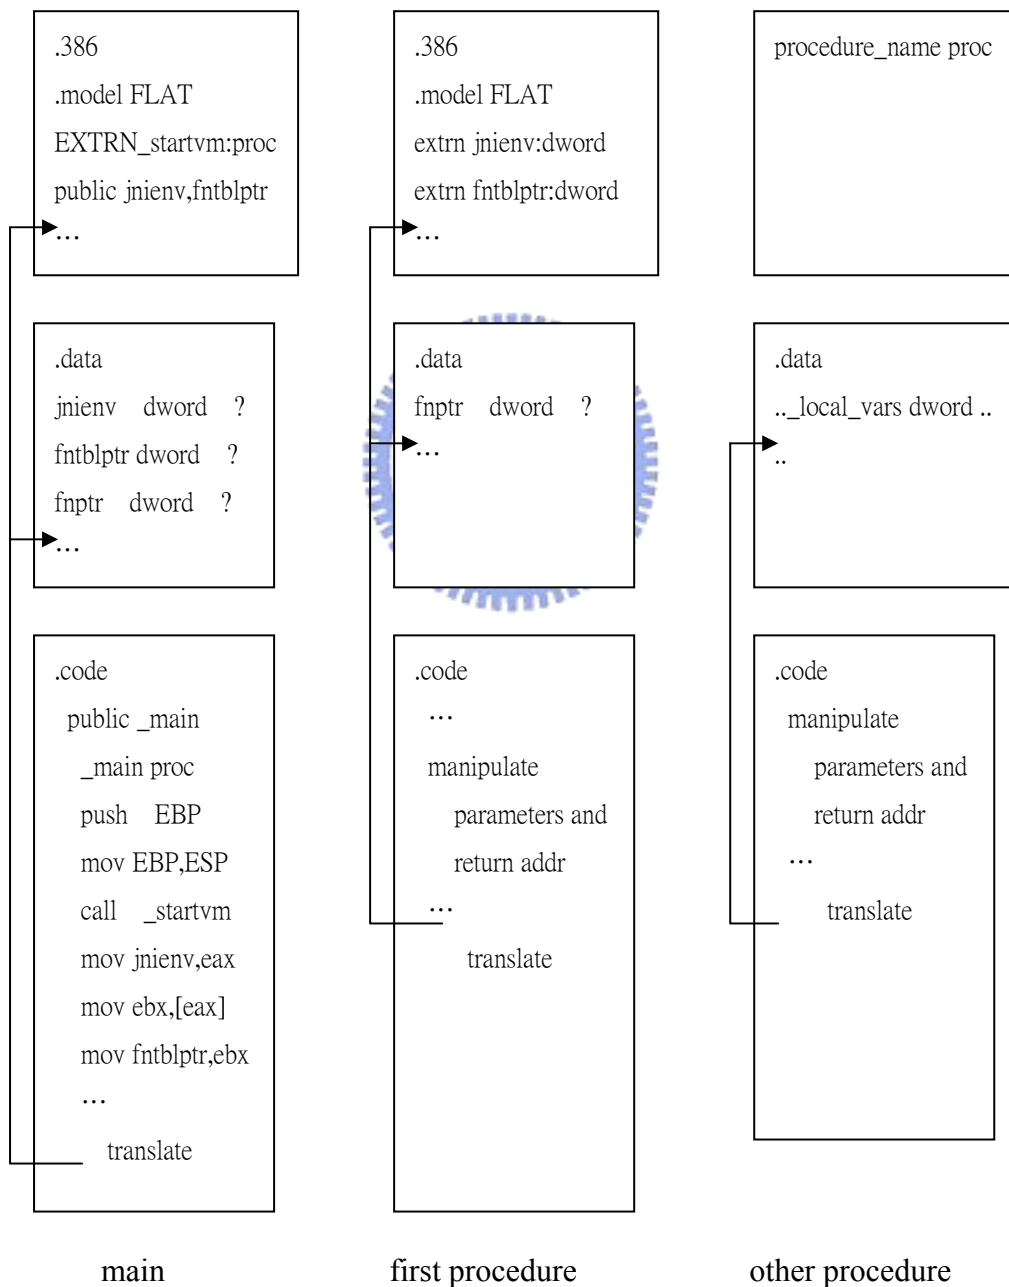 .386
.model FLAT
EXTRN_startvm:proc
public jnienv,fntblptr
…
.data
jnienv dword ?
fntblptr dword ?
fnptr dword ?
…
.code
public _main
_main proc
push EBP
mov EBP,ESP
call _startvm
mov jnienv,eax
mov ebx,[eax]
mov fntblptr,ebx
…
translate
main
.386
.model FLAT
extrn jnienv:dword
extrn fntblptr:dword
…
.data
fnptr dword ?
…
.code
…
manipulate
parameters and
return addr
…
translate
first procedure
procedure_name proc
.data
.._local_vars dword ..
..
.code
manipulate
parameters and
return addr
…
translate
other procedure